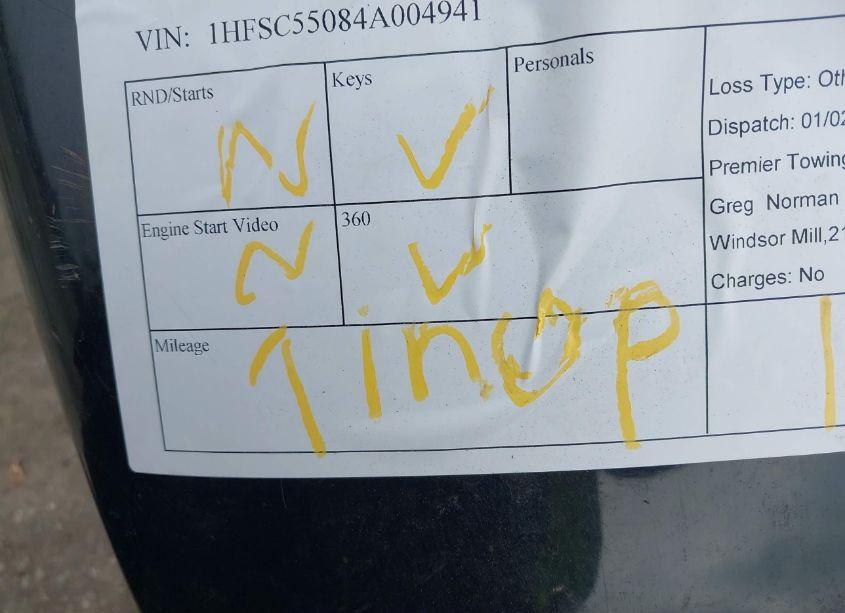 VIN: 1HFSC55084A004941
RND/Starts
N
Keys
✓
Personals
Engine Start Video
N
360
Mileage
Tinop
Loss Type: Oth
Dispatch: 01/02
Premier Towing
Greg Norman
Windsor Mill,21
Charges: No